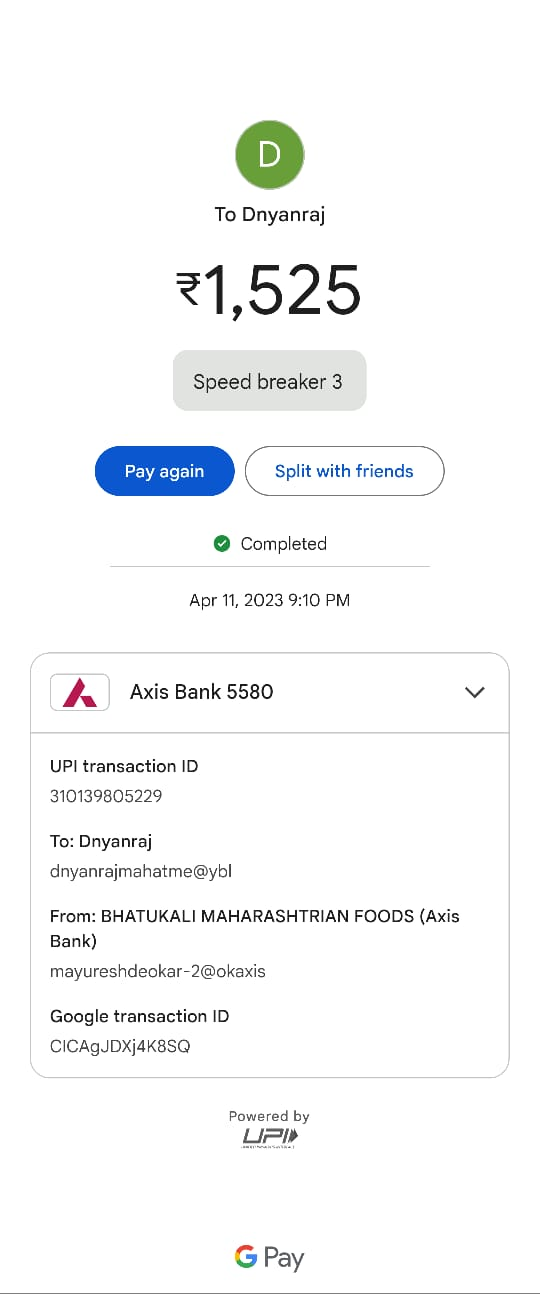 D
To Dnyanraj
₹1,525
Speed breaker 3
Pay again
Split with friends
Completed
Apr 11, 2023 9:10 PM
Axis Bank 5580
UPI transaction ID
310139805229
To: Dnyanraj
dnyanrajmahatme@ybl
From: BHATUKALI MAHARASHTRIAN FOODS (Axis
Bank)
mayureshdeokar-2@okaxis
Google transaction ID
CICAgJDXj4K8SQ
Powered by
UPI
G Pay